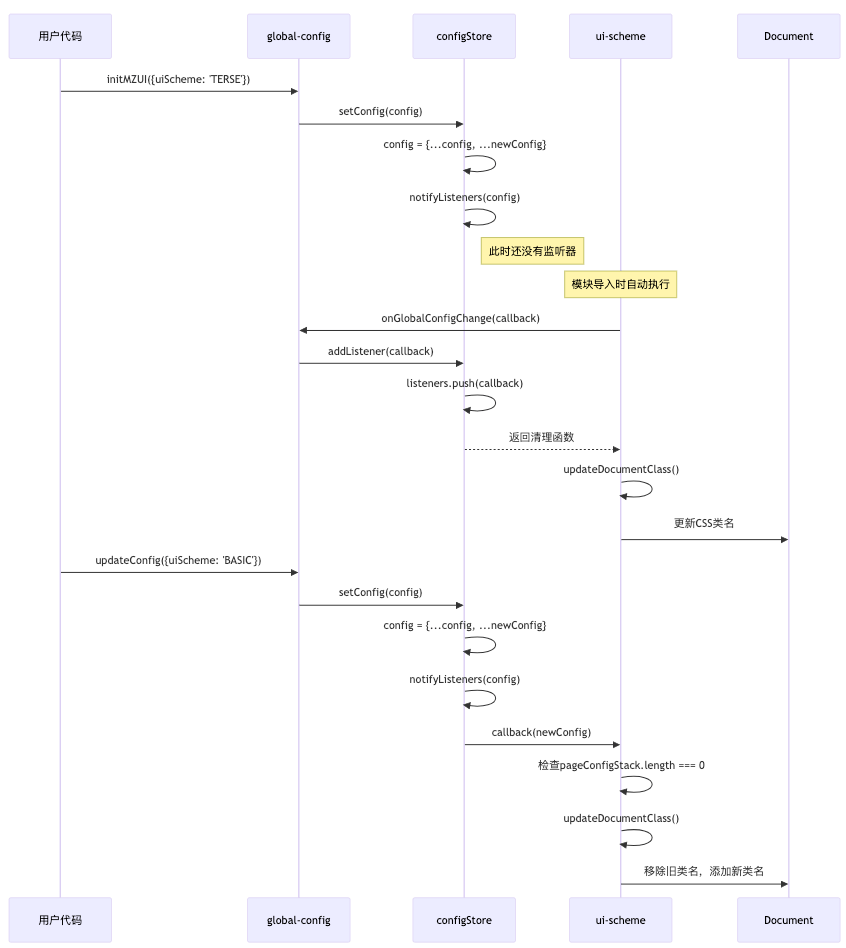 用户代码
global-config
configStore
ui-scheme
Document
initMZUI({uiScheme: 'TERSE'})
setConfig(config)
config = {...config, ...newConfig}
notifyListeners(config)
此时还没有监听器
模块导入时自动执行
onGlobalConfigChange(callback)
addListener(callback)
listeners.push(callback)
返回清理函数
updateDocumentClass()
更新CSS类名
updateConfig({uiScheme: 'BASIC'})
setConfig(config)
config = {...config, ...newConfig}
notifyListeners(config)
callback(newConfig)
检查pageConfigStack.length === 0
updateDocumentClass()
移除旧类名，添加新类名
用户代码
global-config
configStore
ui-scheme
Document